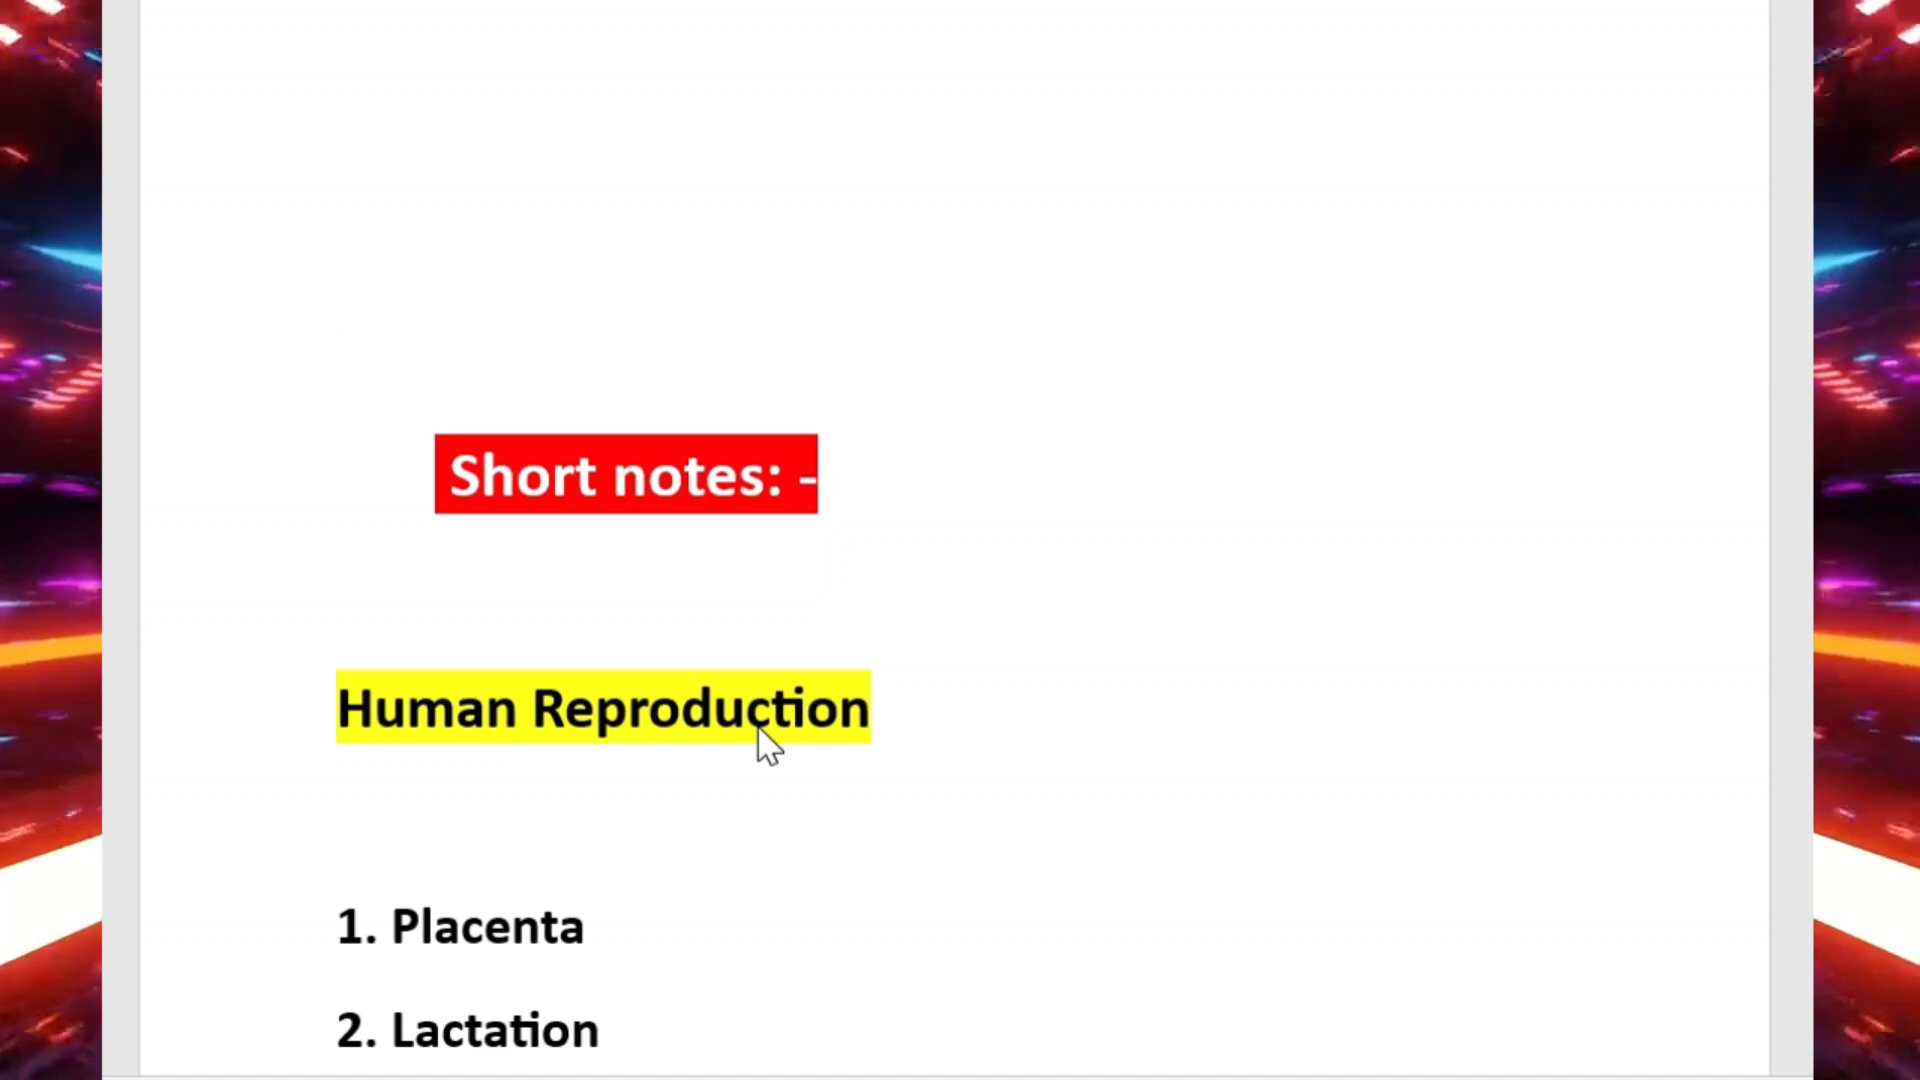 Short notes: -
Human Reproduction
1. Placenta
2. Lactation